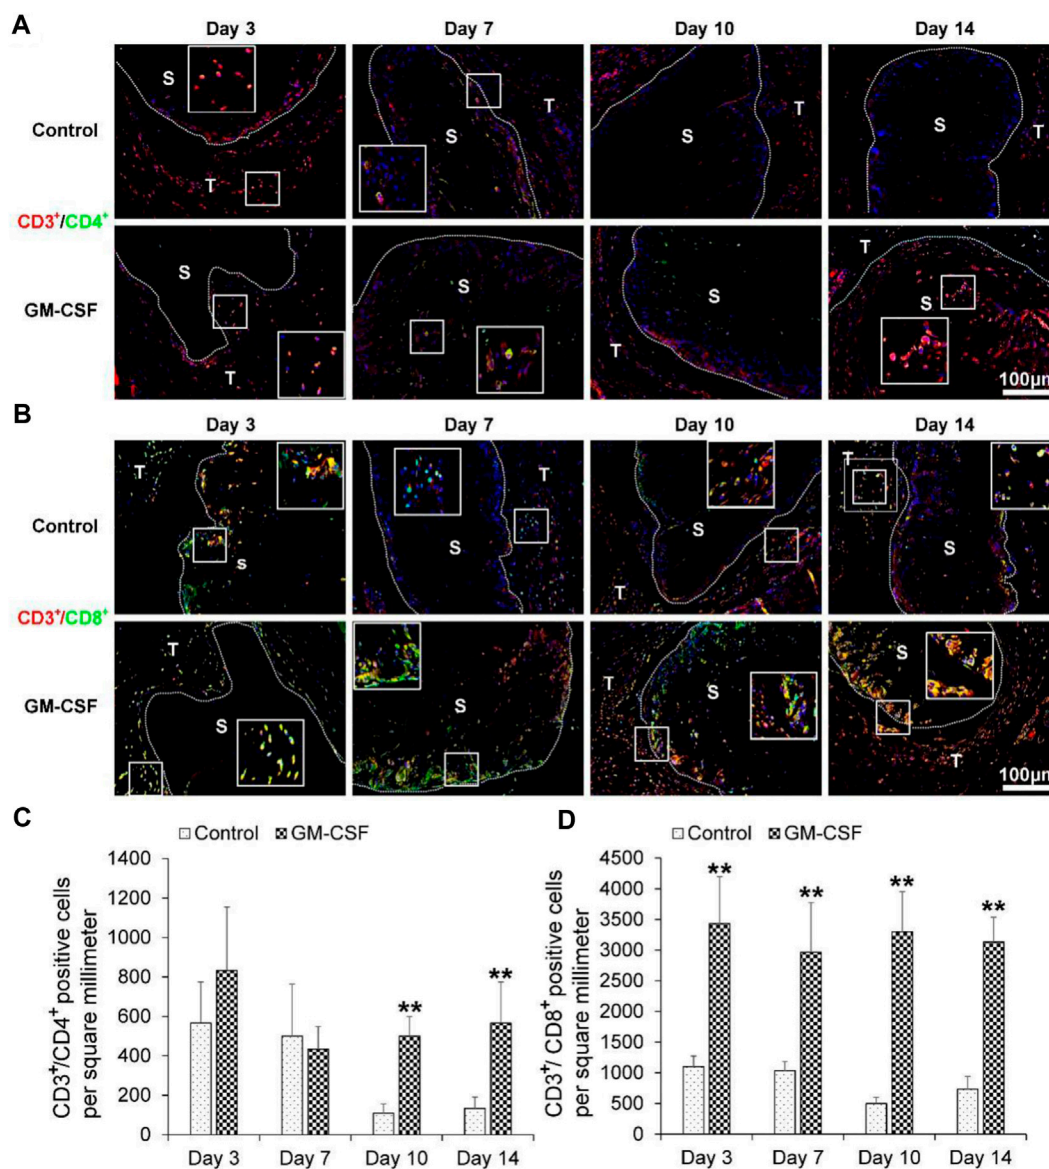 A
Day 3 Day 7 Day 10 Day 14
Control
S T
S T
S T
S T
CD3⁺/CD4⁺
GM-CSF
S T
S
S T
T S
100µm
B
Day 3 Day 7 Day 10 Day 14
Control
T s
S T
S T
T S
CD3⁺/CD8⁺
GM-CSF
T S
S
T S
S T
100µm
C
Control GM-CSF
CD3⁺/CD4⁺ positive cells
per square millimeter
1400
1200
1000
800
600
400
200
0
** **
Day 3 Day 7 Day 10 Day 14
D
Control GM-CSF
CD3⁺/ CD8⁺ positive cells
per square millimeter
4500
4000
3500
3000
2500
2000
1500
1000
500
0
** ** ** **
Day 3 Day 7 Day 10 Day 14